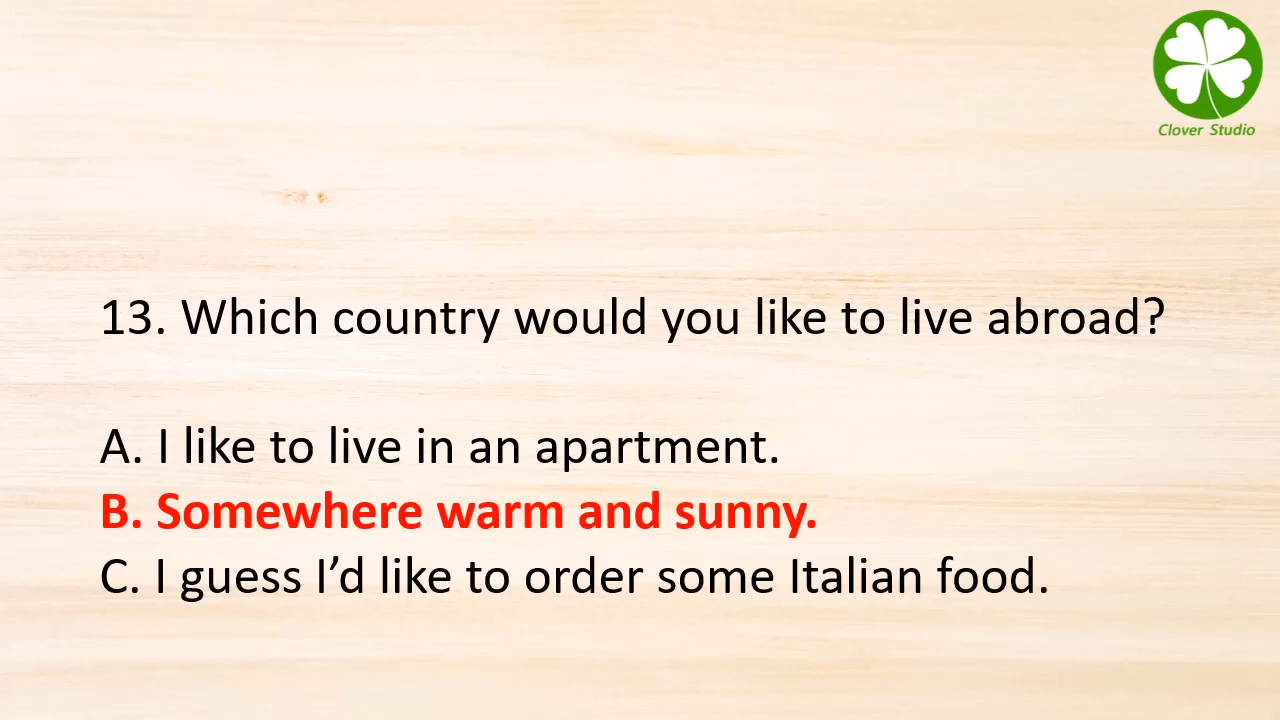 Clover Studio
13. Which country would you like to live abroad?
A. I like to live in an apartment.
B. Somewhere warm and sunny.
C. I guess I’d like to order some Italian food.